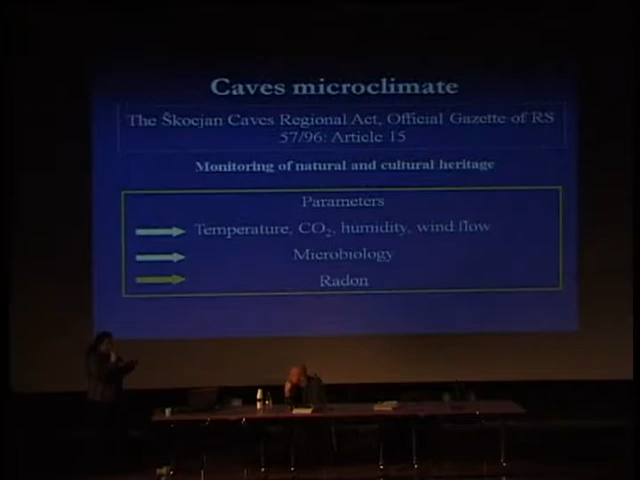 Caves microclimate
The Škocjan Caves Regional Act, Official Gazette of RS
57/96: Article 15
Monitoring of natural and cultural heritage
Parameters
Temperature, CO₂, humidity, wind flow
Microbiology
Radon